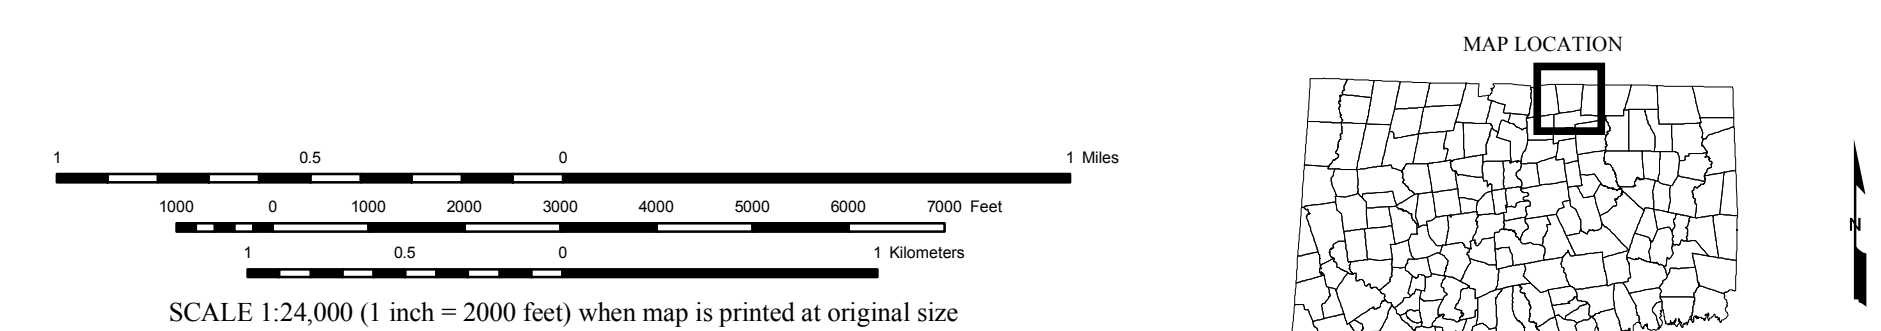 MAP LOCATION
1 0.5 0 1 Miles
1000 0 1000 2000 3000 4000 5000 6000 7000 Feet
1 0.5 0 1 Kilometers
SCALE 1:24,000 (1 inch = 2000 feet) when map is printed at original size
N